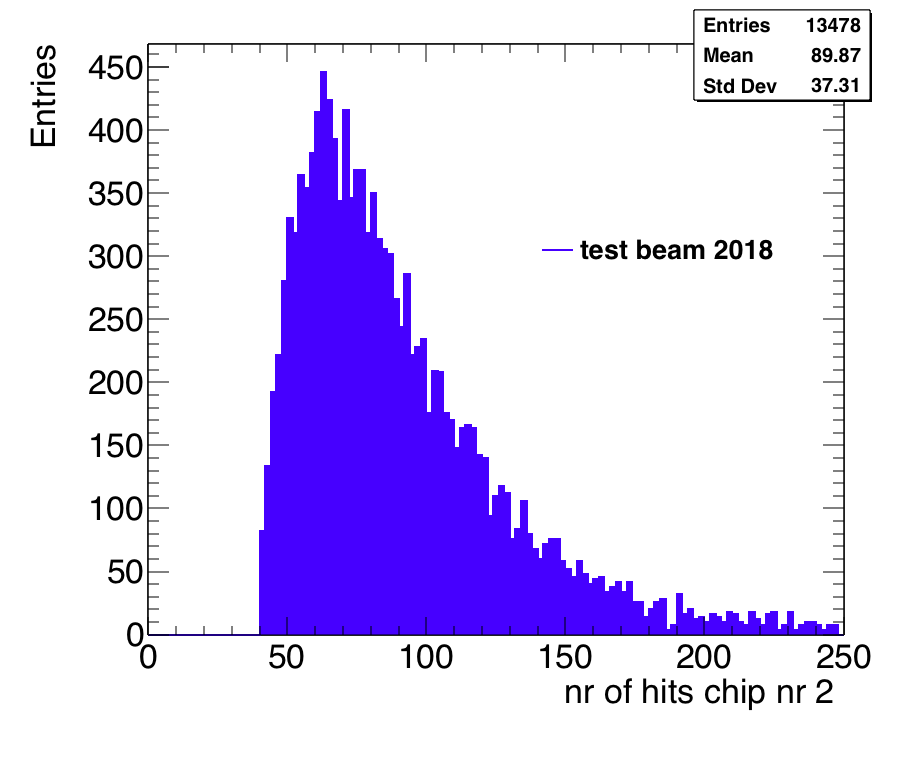 Entries 13478
Mean 89.87
Std Dev 37.31
Entries
450
400
350
300
250
200
150
100
50
0
test beam 2018
0 50 100 150 200 250
nr of hits chip nr 2